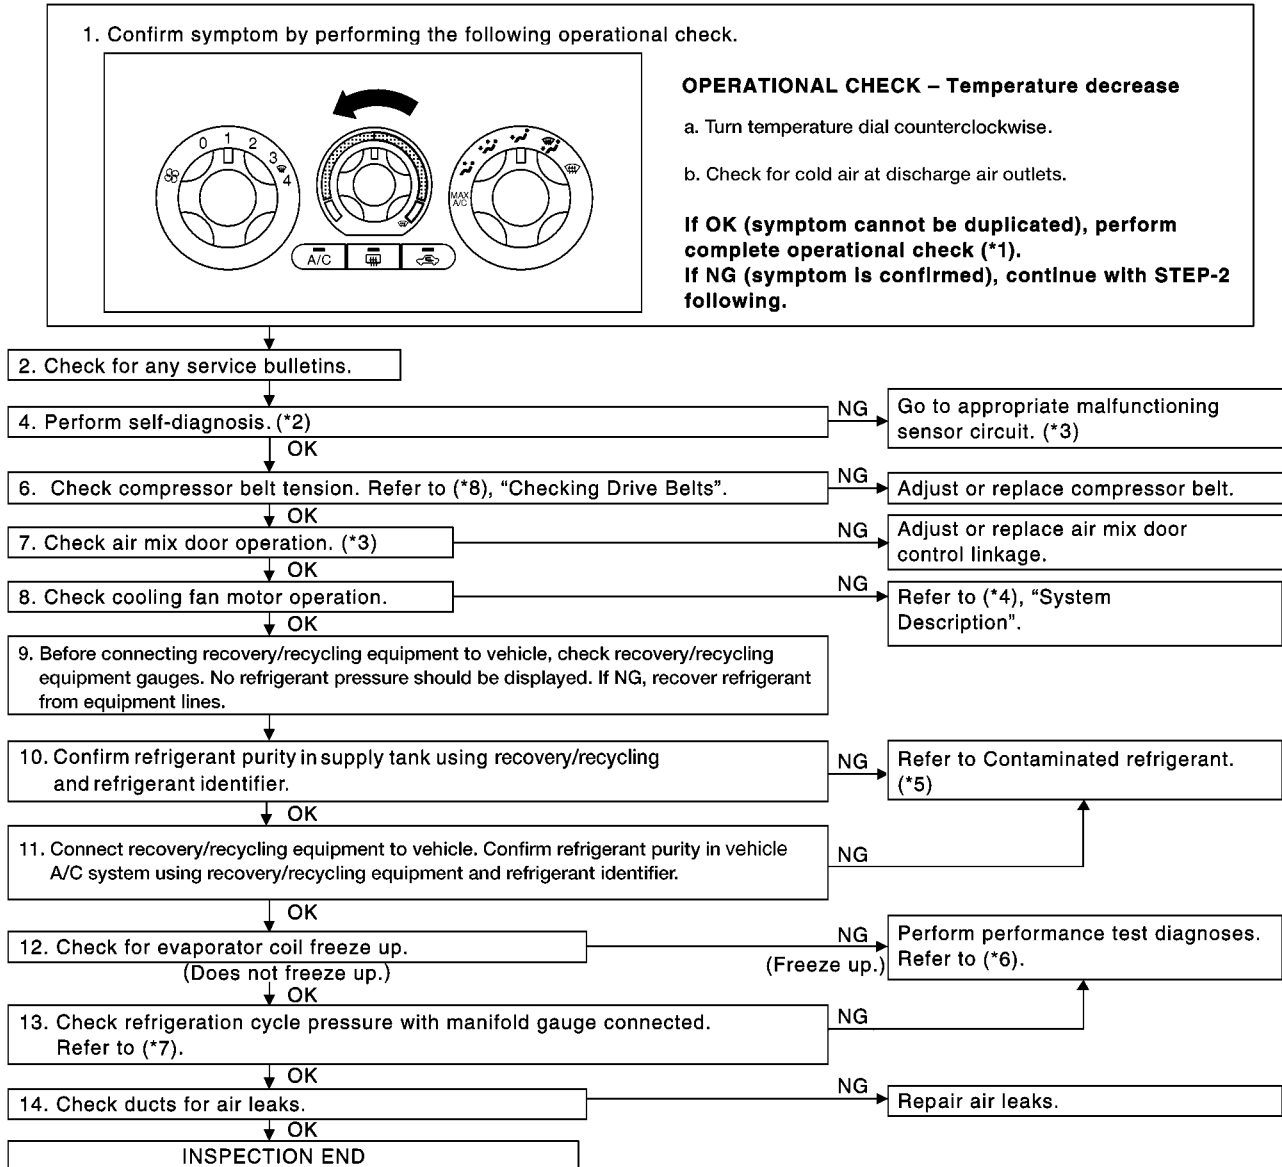 1. Confirm symptom by performing the following operational check.
0 1 2 3 4
MAX A/C
A/C
OPERATIONAL CHECK – Temperature decrease
a. Turn temperature dial counterclockwise.
b. Check for cold air at discharge air outlets.
If OK (symptom cannot be duplicated), perform
complete operational check (*1).
If NG (symptom is confirmed), continue with STEP-2
following.
2. Check for any service bulletins.
4. Perform self-diagnosis. (*2)
NG
Go to appropriate malfunctioning
sensor circuit. (*3)
OK
6. Check compressor belt tension. Refer to (*8), “Checking Drive Belts”.
NG
Adjust or replace compressor belt.
OK
7. Check air mix door operation. (*3)
NG
Adjust or replace air mix door
control linkage.
OK
8. Check cooling fan motor operation.
NG
Refer to (*4), “System
Description”.
OK
9. Before connecting recovery/recycling equipment to vehicle, check recovery/recycling
equipment gauges. No refrigerant pressure should be displayed. If NG, recover refrigerant
from equipment lines.
10. Confirm refrigerant purity in supply tank using recovery/recycling
and refrigerant identifier.
NG
Refer to Contaminated refrigerant.
(*5)
OK
11. Connect recovery/recycling equipment to vehicle. Confirm refrigerant purity in vehicle
A/C system using recovery/recycling equipment and refrigerant identifier.
NG
OK
12. Check for evaporator coil freeze up.
NG
(Freeze up.)
Perform performance test diagnoses.
Refer to (*6).
(Does not freeze up.)
OK
13. Check refrigeration cycle pressure with manifold gauge connected.
Refer to (*7).
NG
OK
14. Check ducts for air leaks.
NG
Repair air leaks.
OK
INSPECTION END